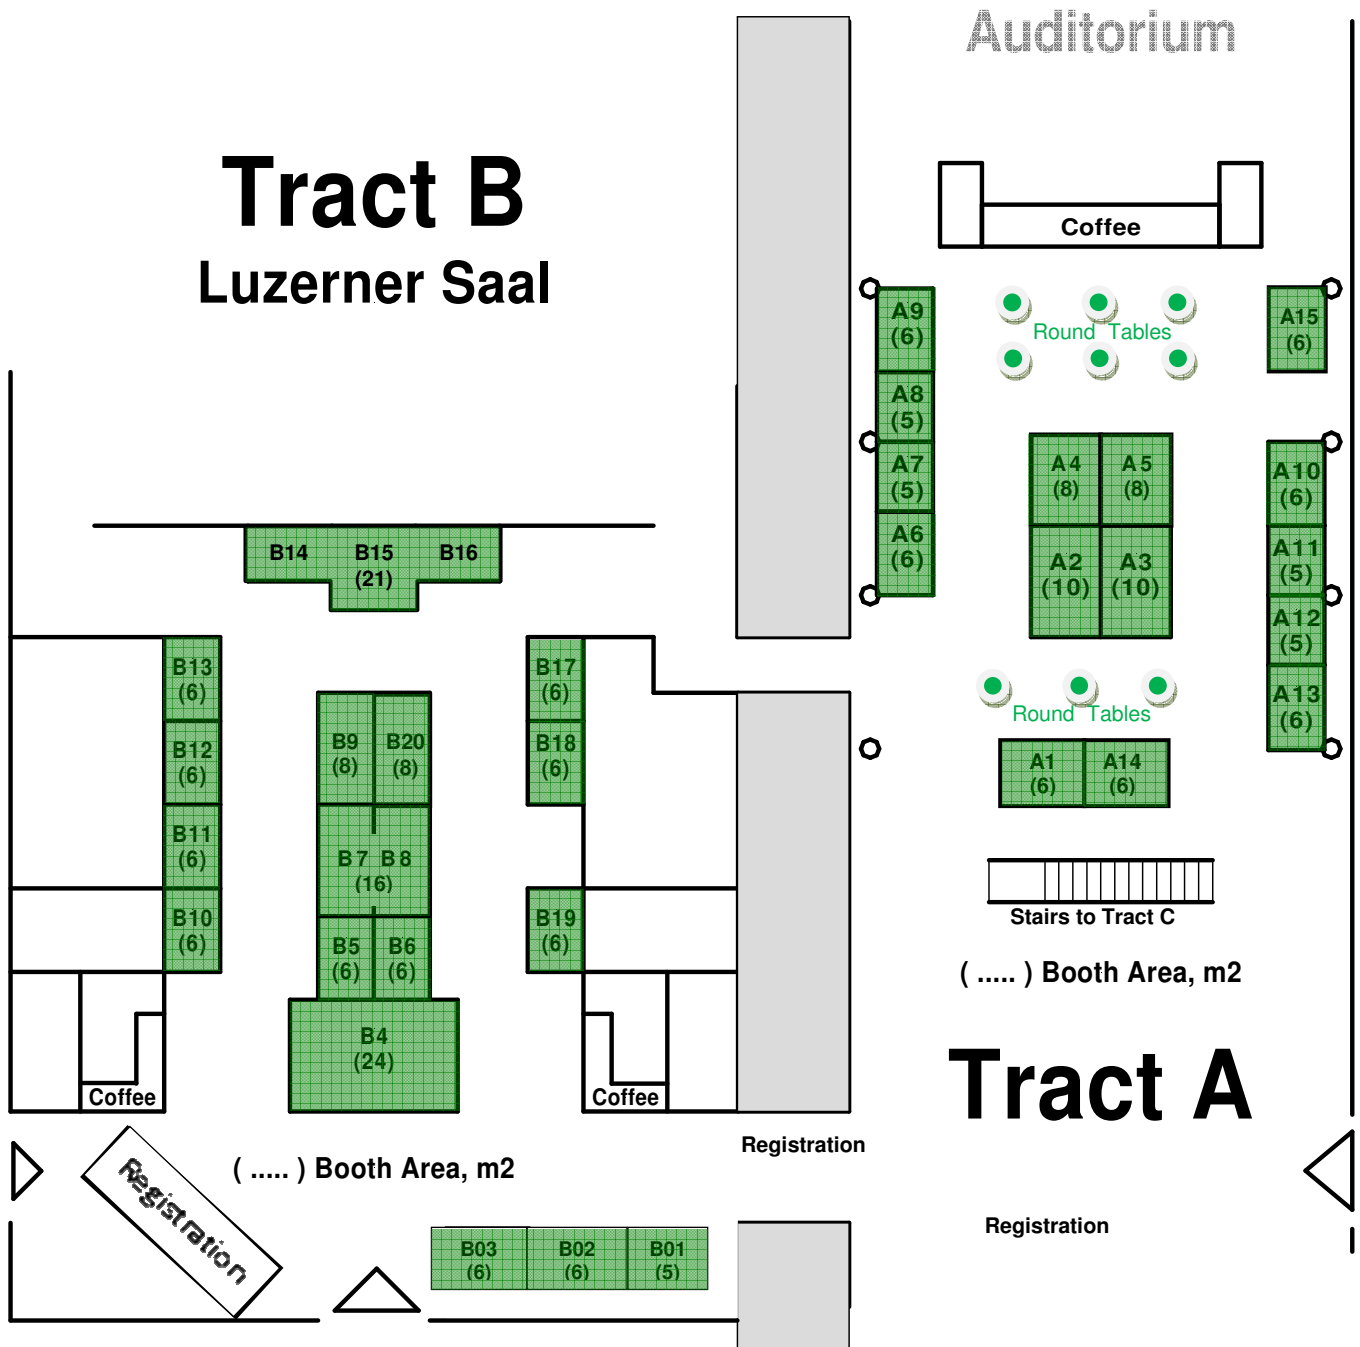 Auditorium
Tract B
Luzerner Saal
Coffee
A9
(6)
Round Tables
A15
(6)
A8
(5)
A7
(5)
A6
(6)
A4
(8)
A5
(8)
A2
(10)
A3
(10)
A10
(6)
A11
(5)
A12
(5)
A13
(6)
Round Tables
A1
(6)
A14
(6)
Stairs to Tract C
( ..... ) Booth Area, m2
Tract A
Registration
Registration
B14
B15
(21)
B16
B13
(6)
B12
(6)
B11
(6)
B10
(6)
B9
(8)
B20
(8)
B7 B8
(16)
B5
(6)
B6
(6)
B4
(24)
B17
(6)
B18
(6)
B19
(6)
Coffee
Coffee
Registration
( ..... ) Booth Area, m2
B03
(6)
B02
(6)
B01
(5)